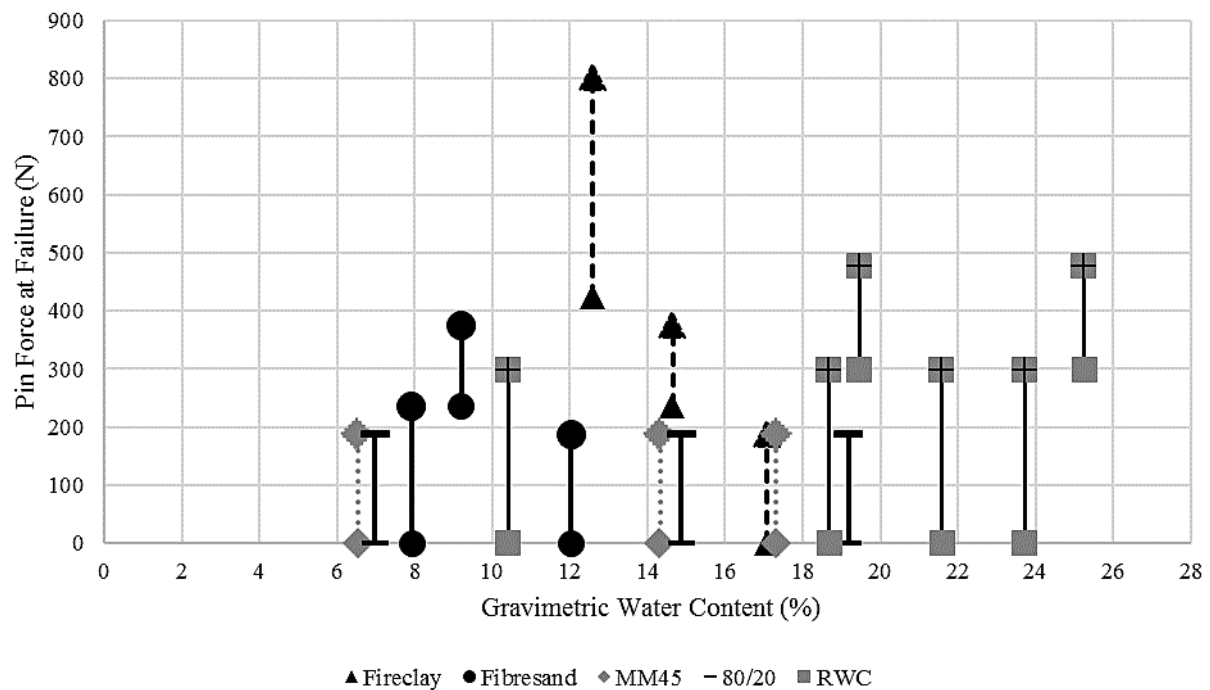 900
800
700
600
500
400
300
200
100
0
Pin Force at Failure (N)
0 2 4 6 8 10 12 14 16 18 20 22 24 26 28
Gravimetric Water Content (%)
Fireclay Fibresand MM45 80/20 RWC